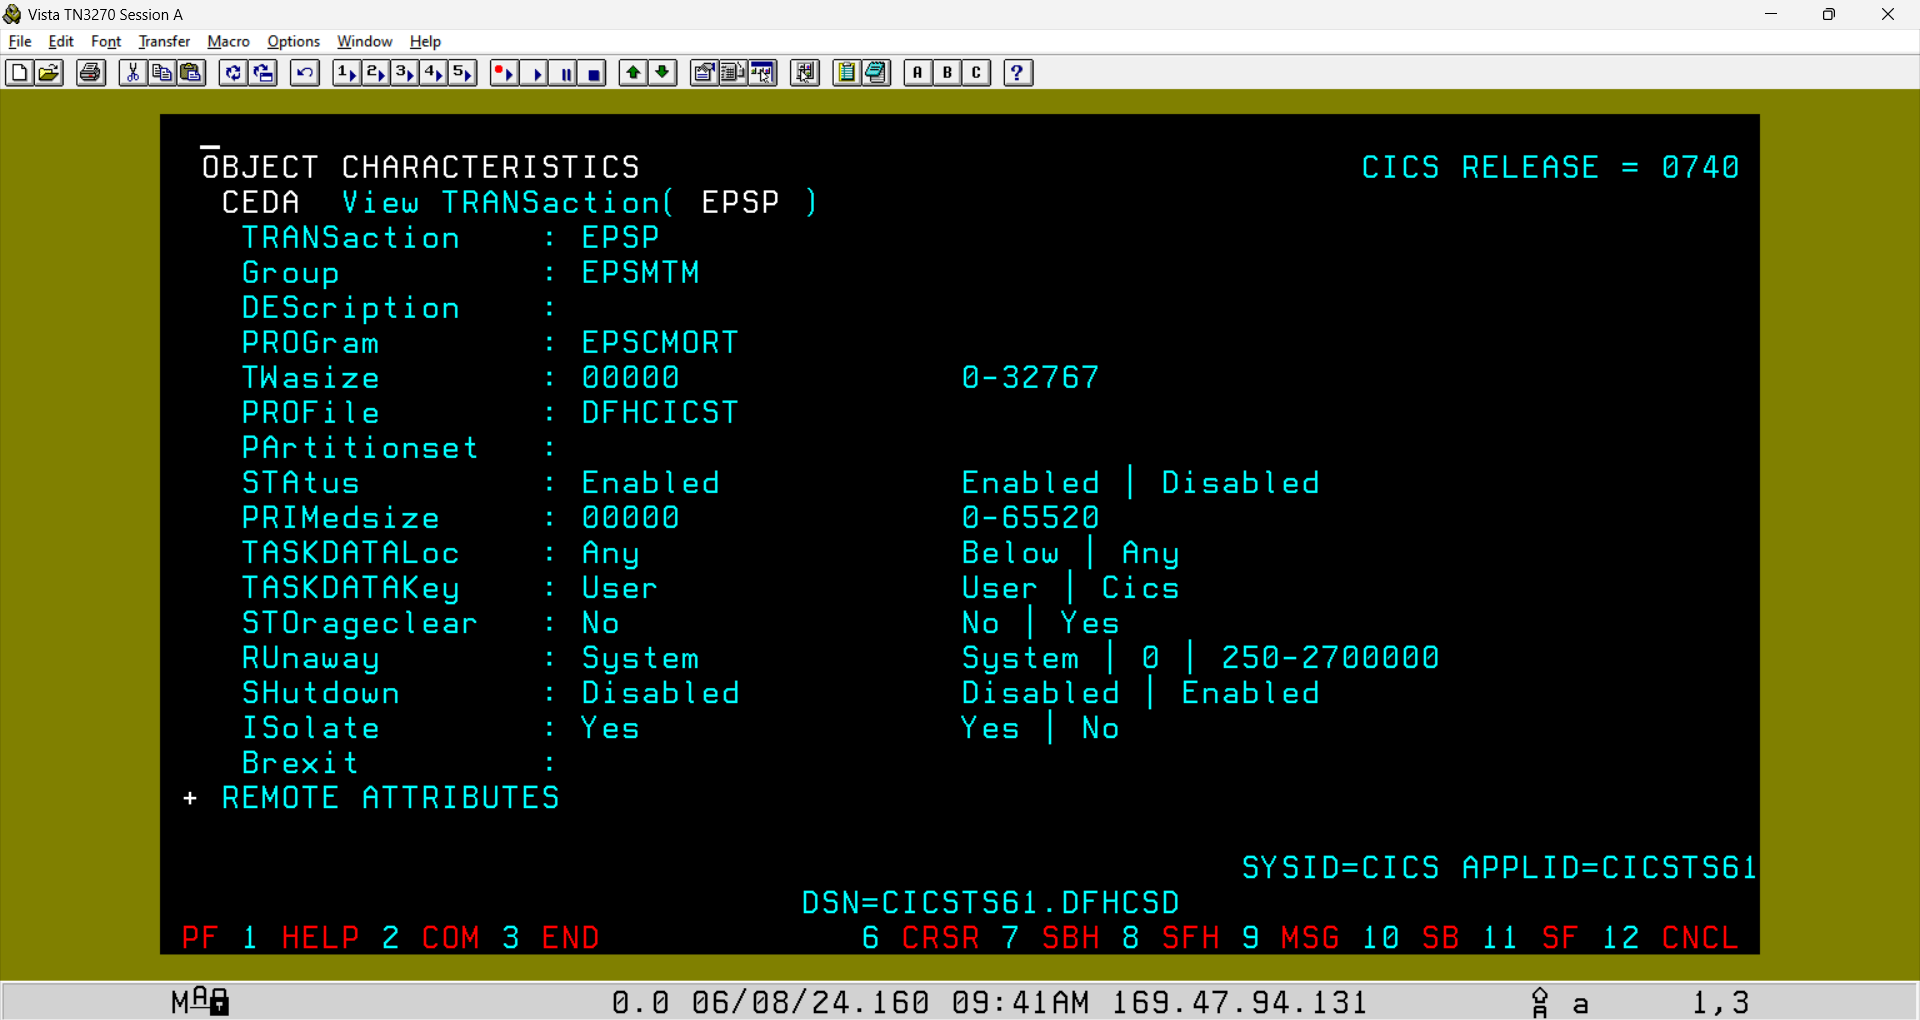 Vista TN3270 Session A
File Edit Font Transfer Macro Options Window Help
1 2 3 4 5 A B C ?
OBJECT CHARACTERISTICS CICS RELEASE = 0740
CEDA View TRANSaction( EPSP )
TRANSaction : EPSP
Group : EPSMTM
DEScription :
PROGram : EPSCMORT
TWasize : 00000 0-32767
PROFile : DFHCICST
PArtitionset :
STAtus : Enabled Enabled | Disabled
PRIMedsize : 00000 0-65520
TASKDATALoc : Any Below | Any
TASKDATAKey : User User | Cics
STOrageclear : No No | Yes
RUnaway : System System | 0 | 250-2700000
SHutdown : Disabled Disabled | Enabled
ISolate : Yes Yes | No
Brexit :
+ REMOTE ATTRIBUTES
SYSID=CICS APPLID=CICSTS61
DSN=CICSTS61.DFHCSD
PF 1 HELP 2 COM 3 END 6 CRSR 7 SBH 8 SFH 9 MSG 10 SB 11 SF 12 CNCL
MA 0.0 06/08/24.160 09:41AM 169.47.94.131 A a 1,3